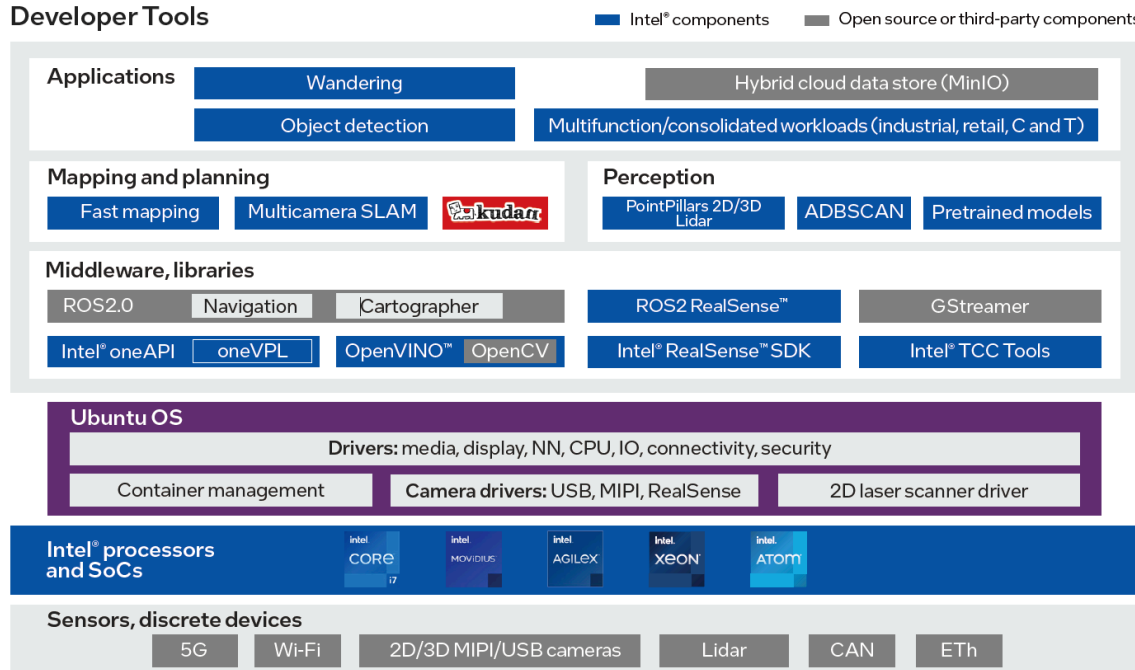 Developer Tools
Intel® components
Open source or third-party components
Applications
Wandering
Hybrid cloud data store (MinIO)
Object detection
Multifunction/consolidated workloads (industrial, retail, C and T)
Mapping and planning
Fast mapping
Multicamera SLAM
kudan
Perception
PointPillars 2D/3D
Lidar
ADBSCAN
Pretrained models
Middleware, libraries
ROS2.0
Navigation
Cartographer
ROS2 RealSense™
GStreamer
Intel® oneAPI
oneVPL
OpenVINO™
OpenCV
Intel® RealSense™ SDK
Intel® TCC Tools
Ubuntu OS
Drivers: media, display, NN, CPU, IO, connectivity, security
Container management
Camera drivers: USB, MIPI, RealSense
2D laser scanner driver
Intel® processors
and SoCs
intel.
CORE
i7
intel.
MOVIDIUS
intel.
AGILEX
intel.
XEON®
intel.
ATOM
Sensors, discrete devices
5G
Wi-Fi
2D/3D MIPI/USB cameras
Lidar
CAN
ETh